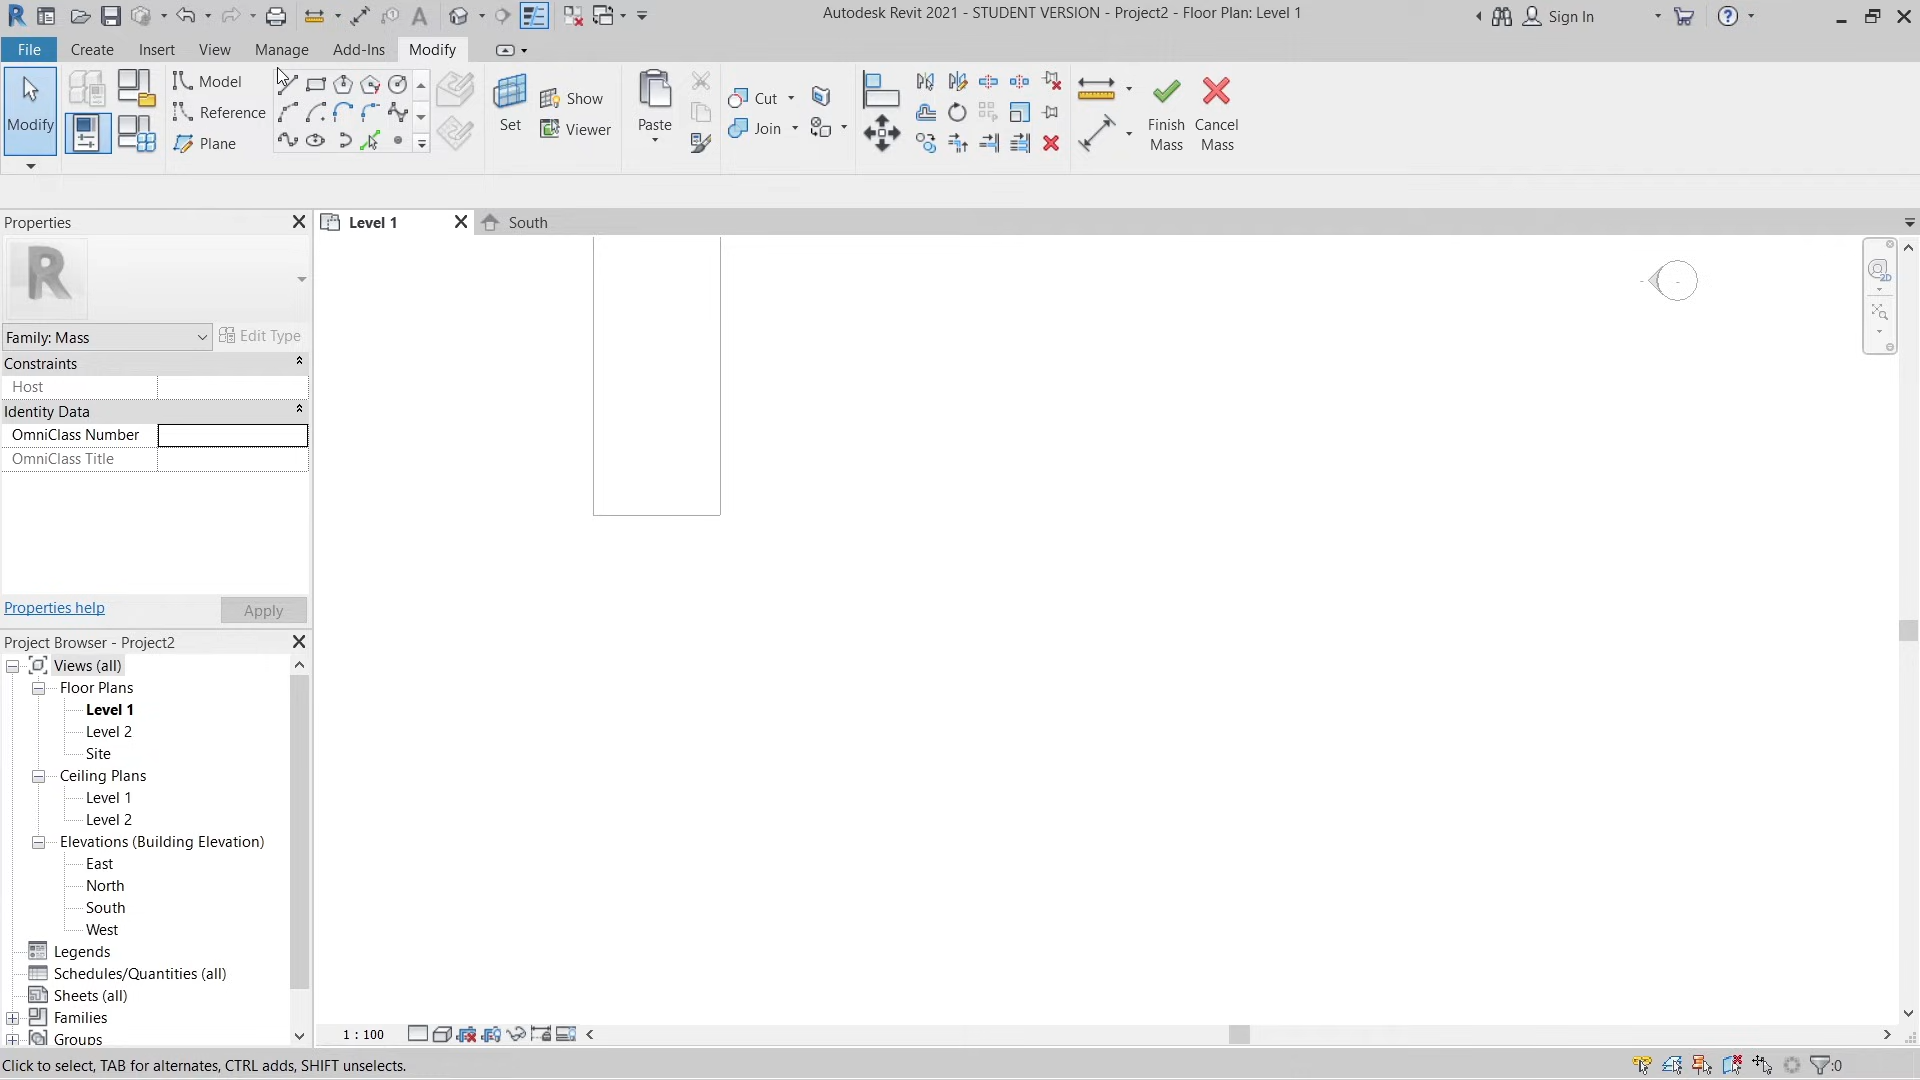 Autodesk Revit 2021 - STUDENT VERSION - Project2 - Floor Plan: Level 1
Sign In
File
Create
Insert
View
Manage
Add-Ins
Modify
Modify
Model
Reference
Plane
Set
Show
Viewer
Paste
Cut
Join
Finish
Mass
Cancel
Mass
Properties
Level 1
South
R
Family: Mass
Edit Type
Constraints
Host
Identity Data
OmniClass Number
OmniClass Title
Properties help
Apply
Project Browser - Project2
Views (all)
Floor Plans
Level 1
Level 2
Site
Ceiling Plans
Level 1
Level 2
Elevations (Building Elevation)
East
North
South
West
Legends
Schedules/Quantities (all)
Sheets (all)
Families
Groups
2D
1 : 100
Click to select, TAB for alternates, CTRL adds, SHIFT unselects.
:0